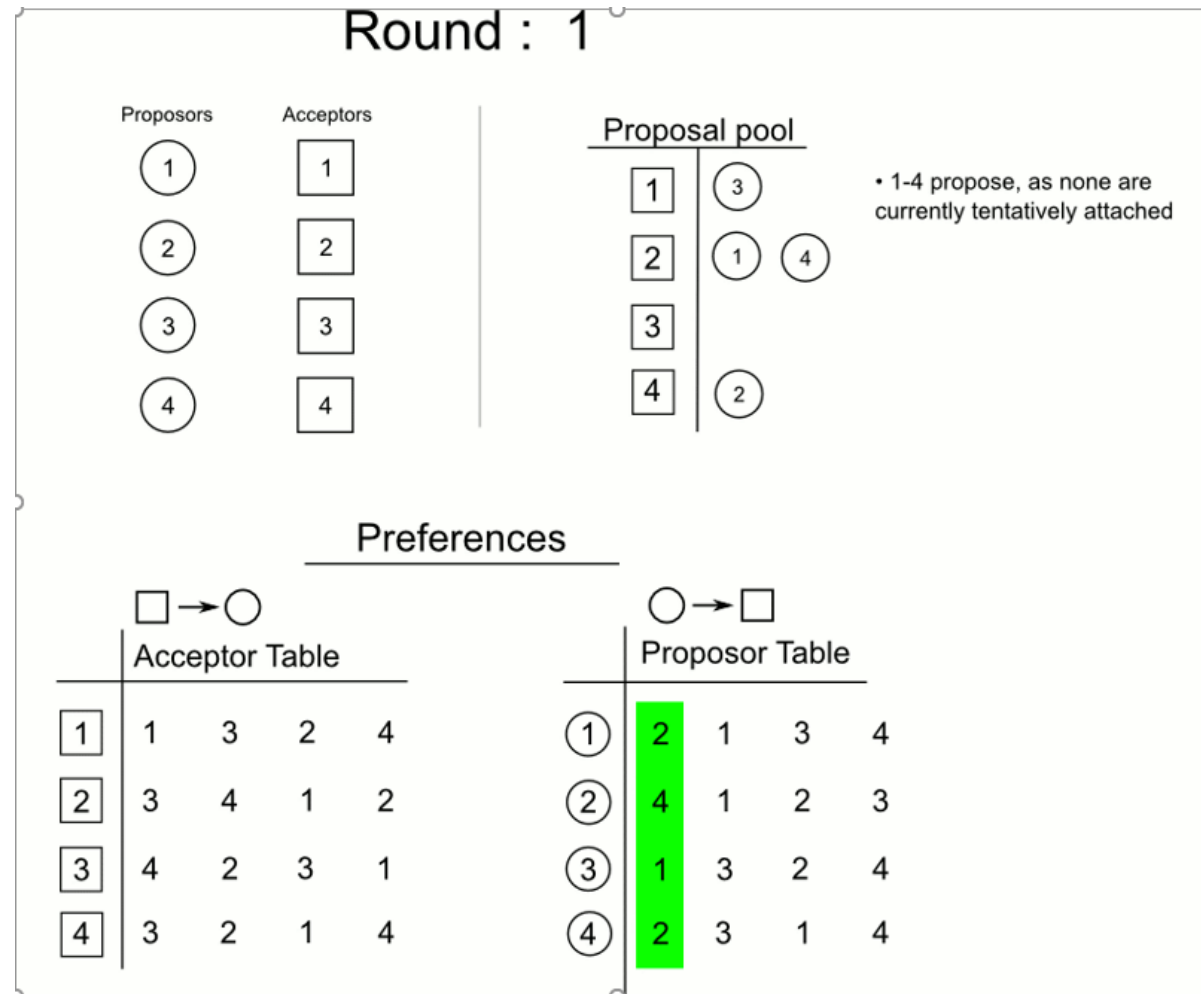 Round : 1
Proposors Acceptors
1 1
2 2
3 3
4 4
Proposal pool
1 3
2 1 4
3
4 2
• 1-4 propose, as none are
currently tentatively attached
Preferences
Acceptor Table
1 1 3 2 4
2 3 4 1 2
3 4 2 3 1
4 3 2 1 4
Proposor Table
1 2 1 3 4
2 4 1 2 3
3 1 3 2 4
4 2 3 1 4